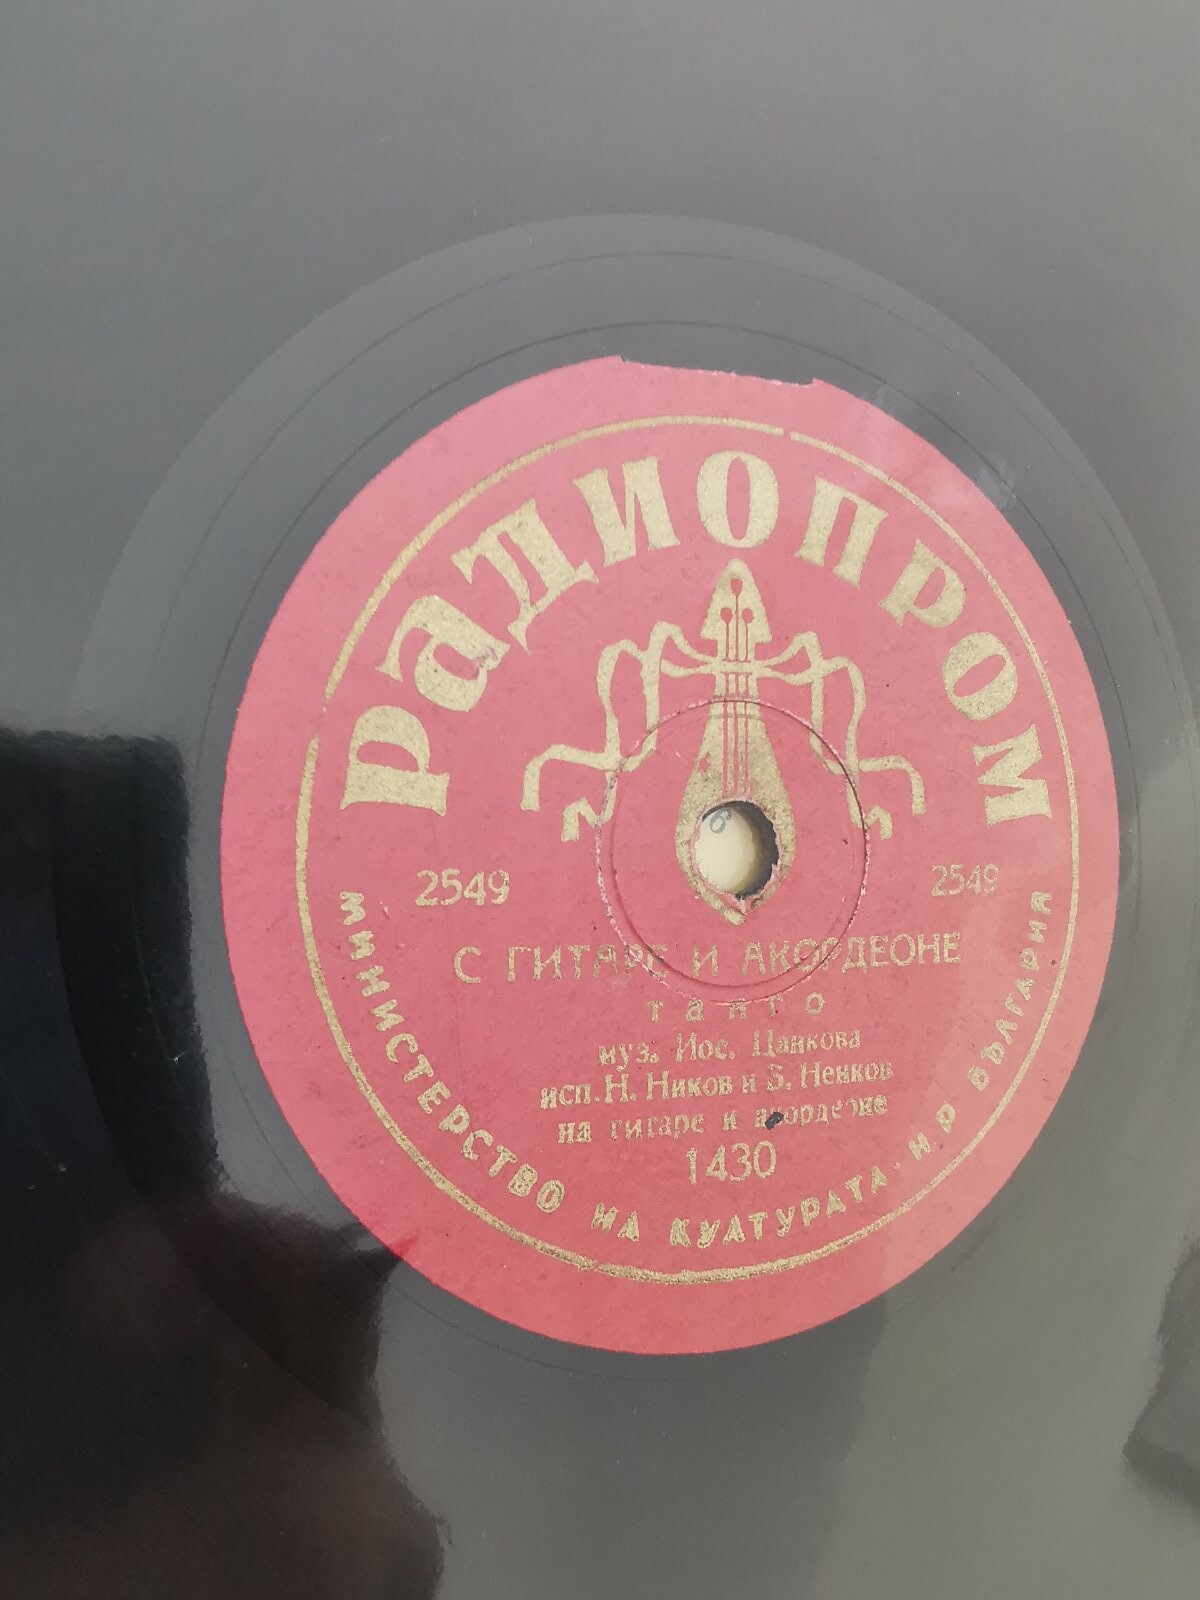 Радиопром
2549 2549
С ГИТАРЕ И АКОРДЕОНЕ
танго
муз. Иос. Цанкова
исп. Н. Ников и Б. Ненков
на гитаре и акордеоне
1430
МИНИСТЕРСТВО НА КУЛТУРАТА - Н. Р БЪЛГАРИЯ